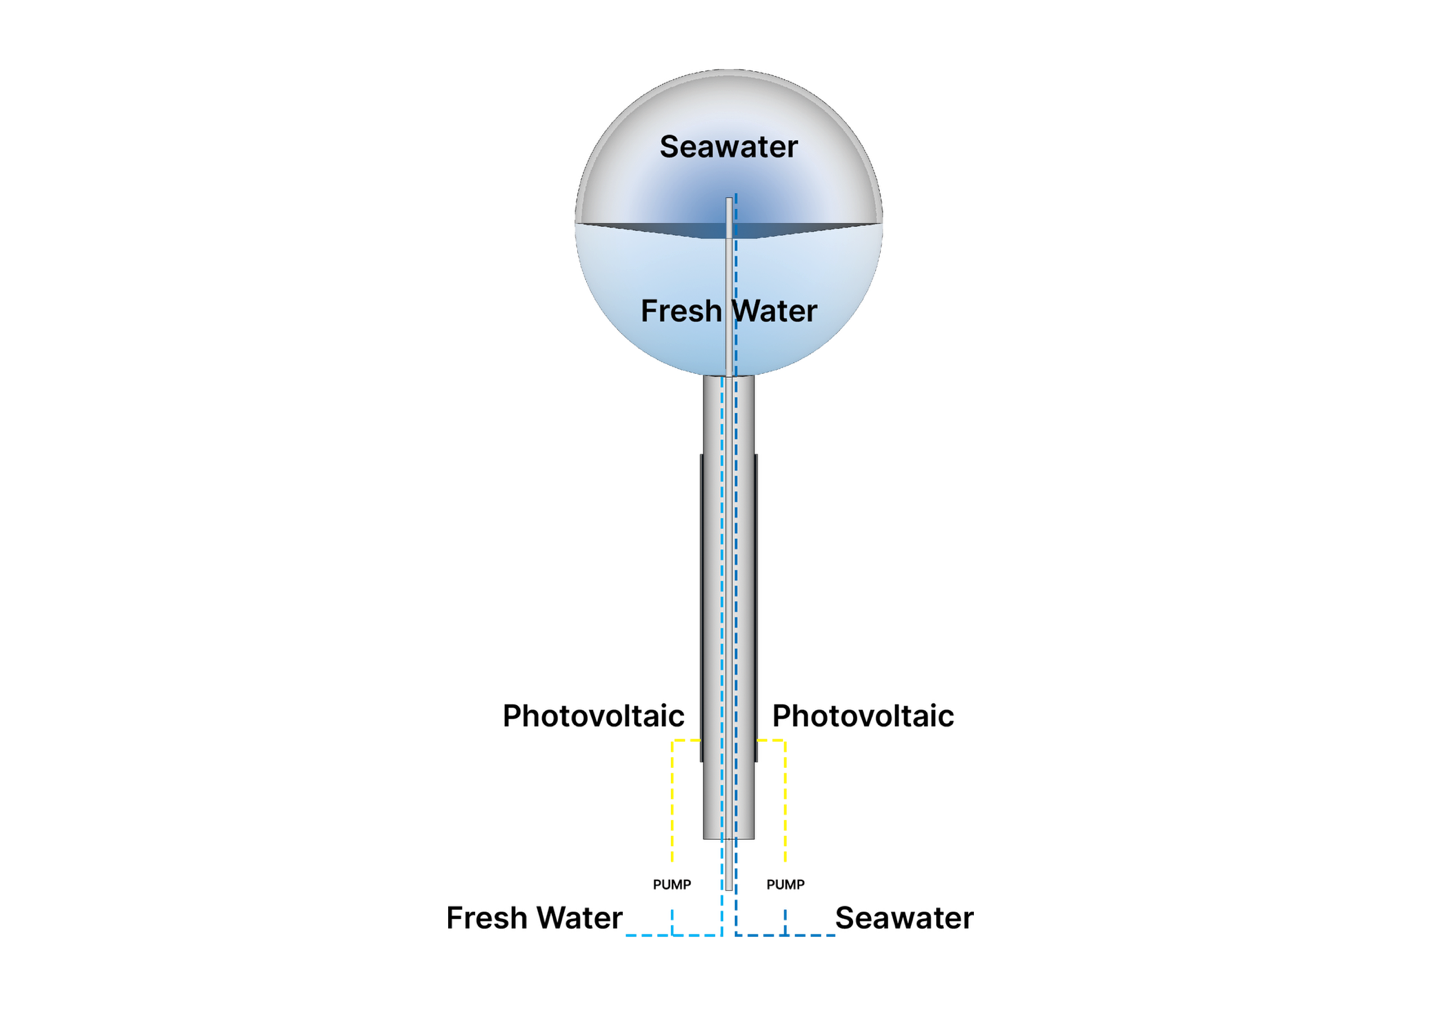 Seawater
Fresh Water
Photovoltaic
Photovoltaic
PUMP
PUMP
Fresh Water
Seawater